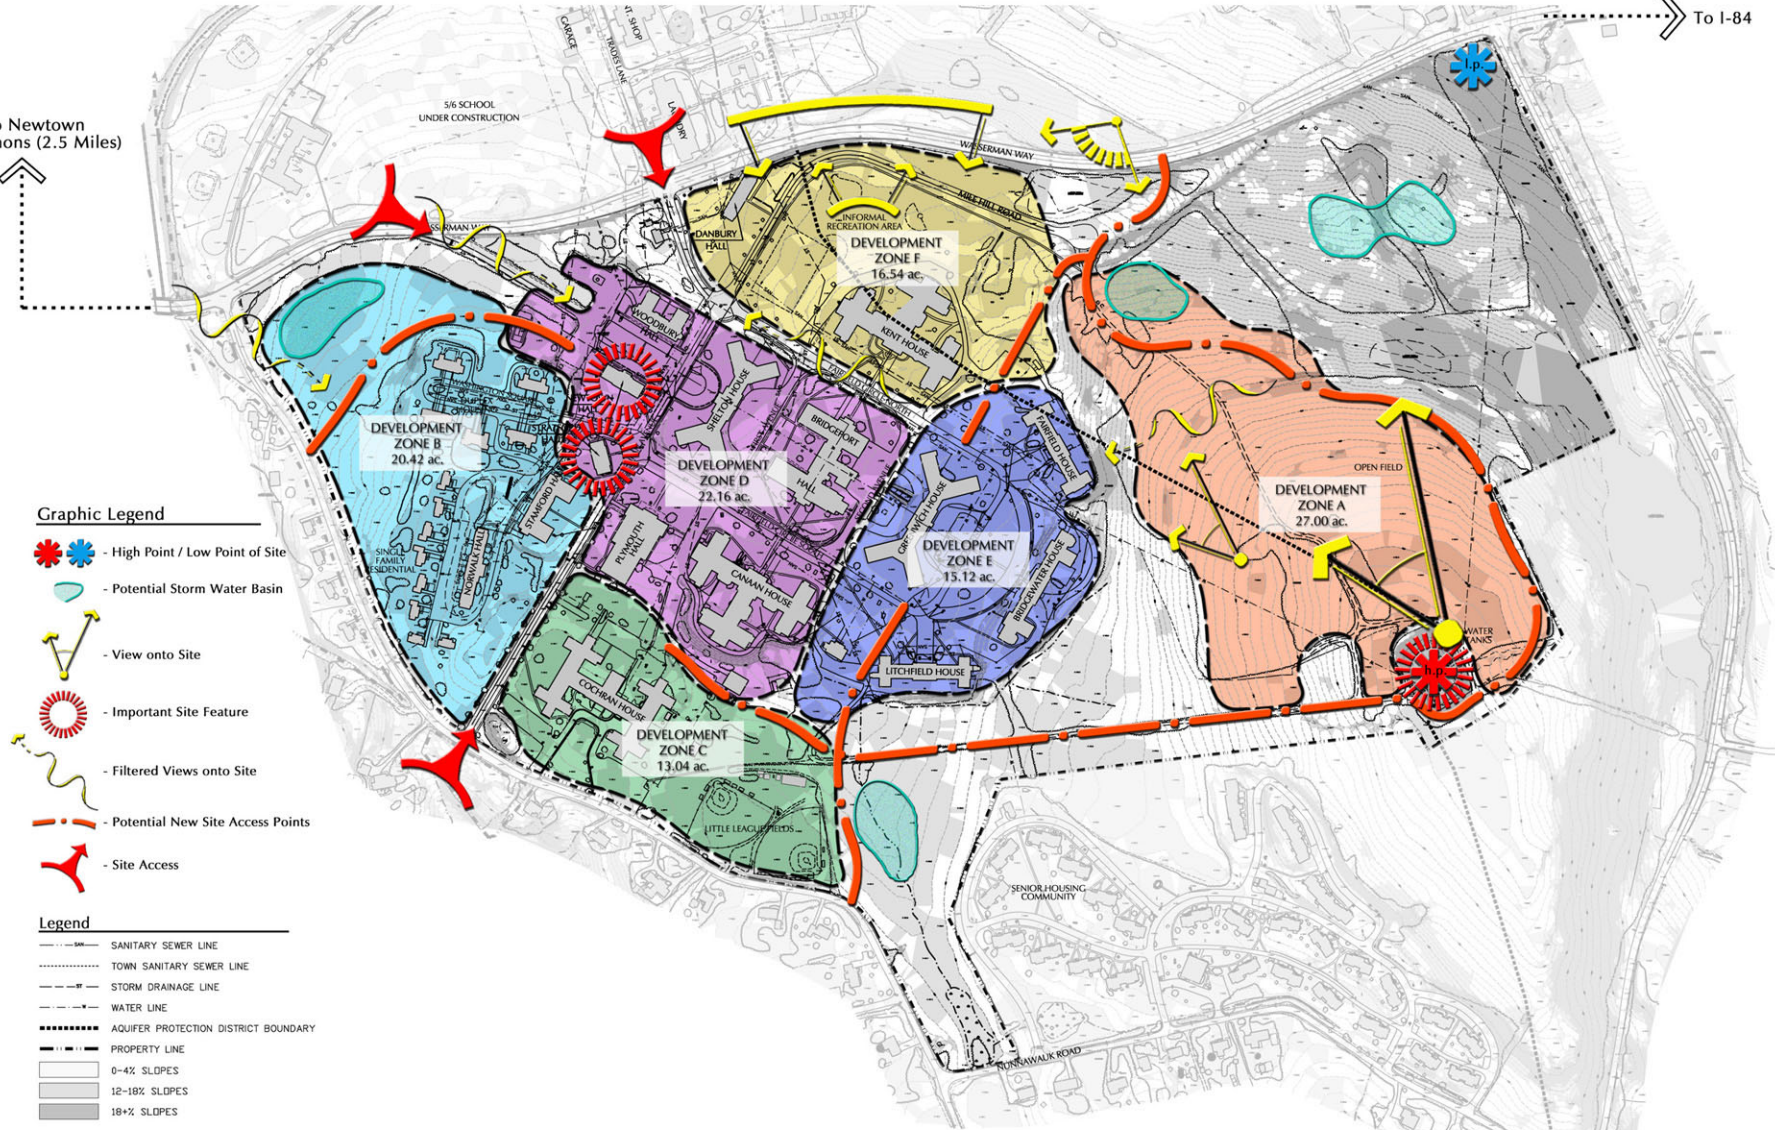 To I-84
l.p.
GARAGE
TRADES LANE
5/6 SCHOOL
UNDER CONSTRUCTION
Newtown
(2.5 Miles)
WASSERMAN WAY
MILE HILL ROAD
DANBURY
HALL
INFORMAL
RECREATION AREA
DEVELOPMENT
ZONE F
16.54 ac.
KENT HOUSE
WOODBURY
HALL
SHELTON HOUSE
BRIDGEPORT
HALL
DEVELOPMENT
ZONE B
20.42 ac.
STAMFORD HALL
SINGLE
FAMILY
RESIDENTIAL
NORWALK HALL
DEVELOPMENT
ZONE D
22.16 ac.
PLYMOUTH
HALL
CANAAN HOUSE
FAIRFIELD HOUSE
GREENWICH HOUSE
DEVELOPMENT
ZONE E
15.12 ac.
BRIDGEWATER HOUSE
LITCHFIELD HOUSE
OPEN FIELD
DEVELOPMENT
ZONE A
27.00 ac.
WATER
TANKS
h.p.
COCHRAN HOUSE
DEVELOPMENT
ZONE C
13.04 ac.
LITTLE LEAGUE FIELDS
SENIOR HOUSING
COMMUNITY
NUNNAWAUK ROAD
Graphic Legend
- High Point / Low Point of Site
- Potential Storm Water Basin
- View onto Site
- Important Site Feature
- Filtered Views onto Site
- Potential New Site Access Points
- Site Access
Legend
SANITARY SEWER LINE
TOWN SANITARY SEWER LINE
STORM DRAINAGE LINE
WATER LINE
AQUIFER PROTECTION DISTRICT BOUNDARY
PROPERTY LINE
0-4% SLOPES
12-18% SLOPES
18+% SLOPES